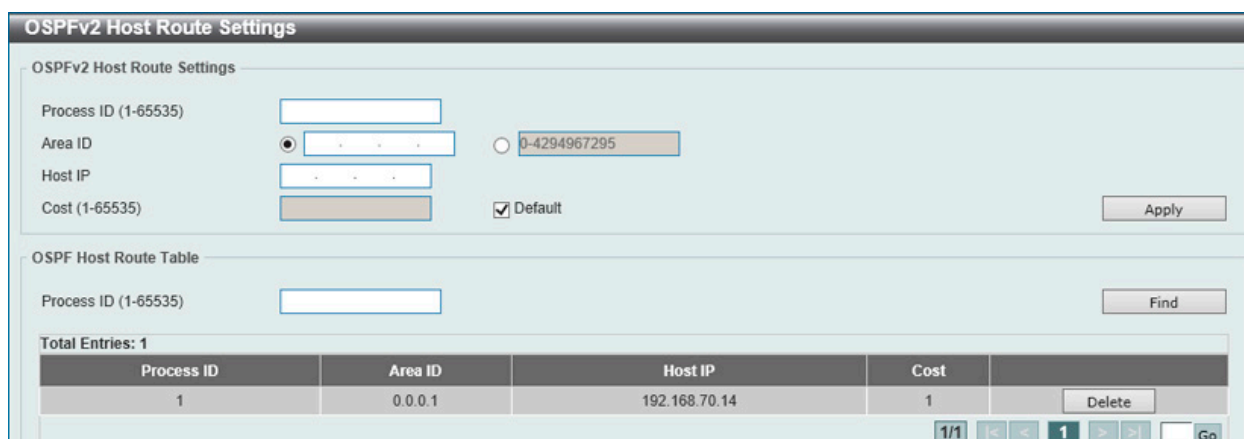 OSPFv2 Host Route Settings
OSPFv2 Host Route Settings
Process ID (1-65535)
Area ID 0-4294967295
Host IP
Cost (1-65535) Default Apply
OSPF Host Route Table
Process ID (1-65535) Find
Total Entries: 1
Process ID Area ID Host IP Cost
1 0.0.0.1 192.168.70.14 1 Delete
1/1 |< < 1 > >| Go